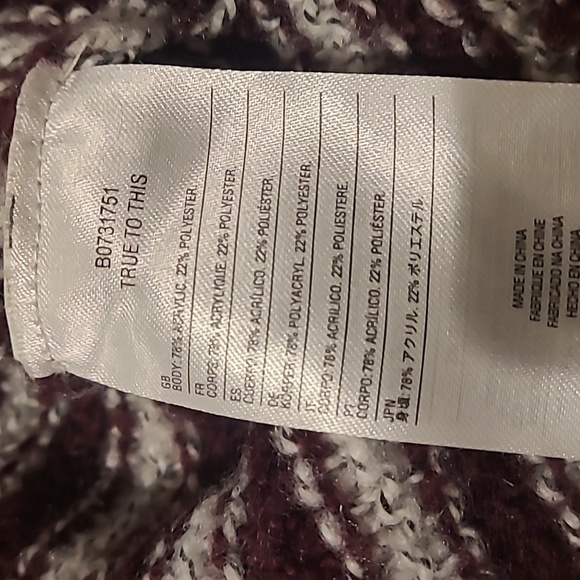 B0731751
TRUE TO THIS
GB
BODY: 78% ACRYLIC. 22% POLYESTER
FR
CORPS: 78% ACRYLIQUE. 22% POLYESTER
ES
CUERPO: 78% ACRÍLICO. 22% POLIÉSTER
DE
KÖRPER 78% POLYACRYL. 22% POLYESTER.
IT
CORPO: 78% ACRILICO. 22% POLIESTERE.
PT
CORPO: 78% ACRÍLICO. 22% POLIÉSTER.
JPN
身頃: 78% アクリル. 22% ポリエステル
MADE IN CHINA
FABRIQUE EN CHINE
FABRICADO NA CHINA
HECHO EN CHINA